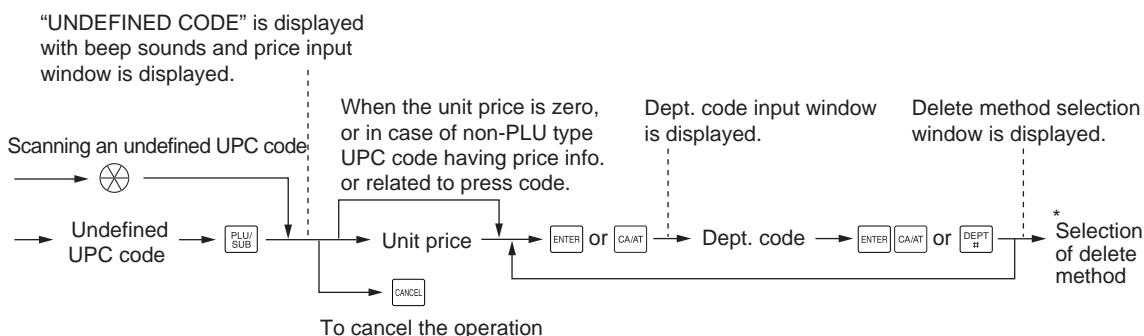 “UNDEFINED CODE” is displayed
with beep sounds and price input
window is displayed.
When the unit price is zero,
or in case of non-PLU type
UPC code having price info.
or related to press code.
Dept. code input window
is displayed.
Delete method selection
window is displayed.
Scanning an undefined UPC code
Undefined
UPC code
PLU/
SUB
Unit price
ENTER or CA/AT
Dept. code
ENTER CA/AT or DEPT
#
*
Selection
of delete
method
CANCEL
To cancel the operation